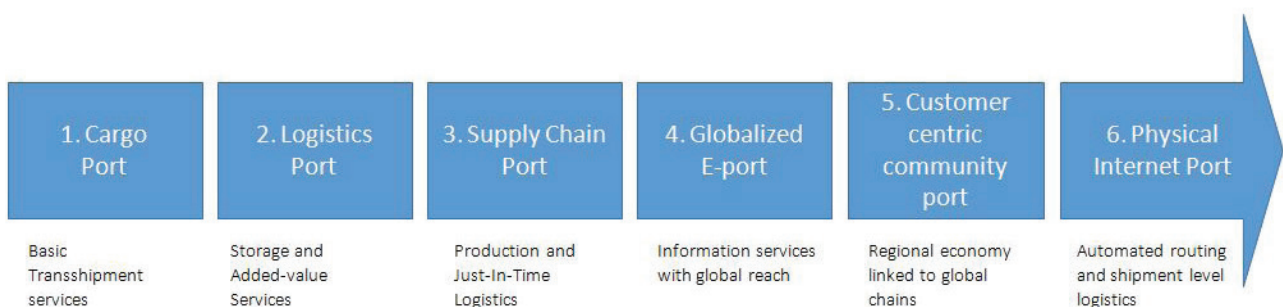 1. Cargo
Port
2. Logistics
Port
3. Supply Chain
Port
4. Globalized
E-port
5. Customer
centric
community
port
6. Physical
Internet Port
Basic
Transshipment
services
Storage and
Added-value
Services
Production and
Just-In-Time
Logistics
Information services
with global reach
Regional economy
linked to global
chains
Automated routing
and shipment level
logistics